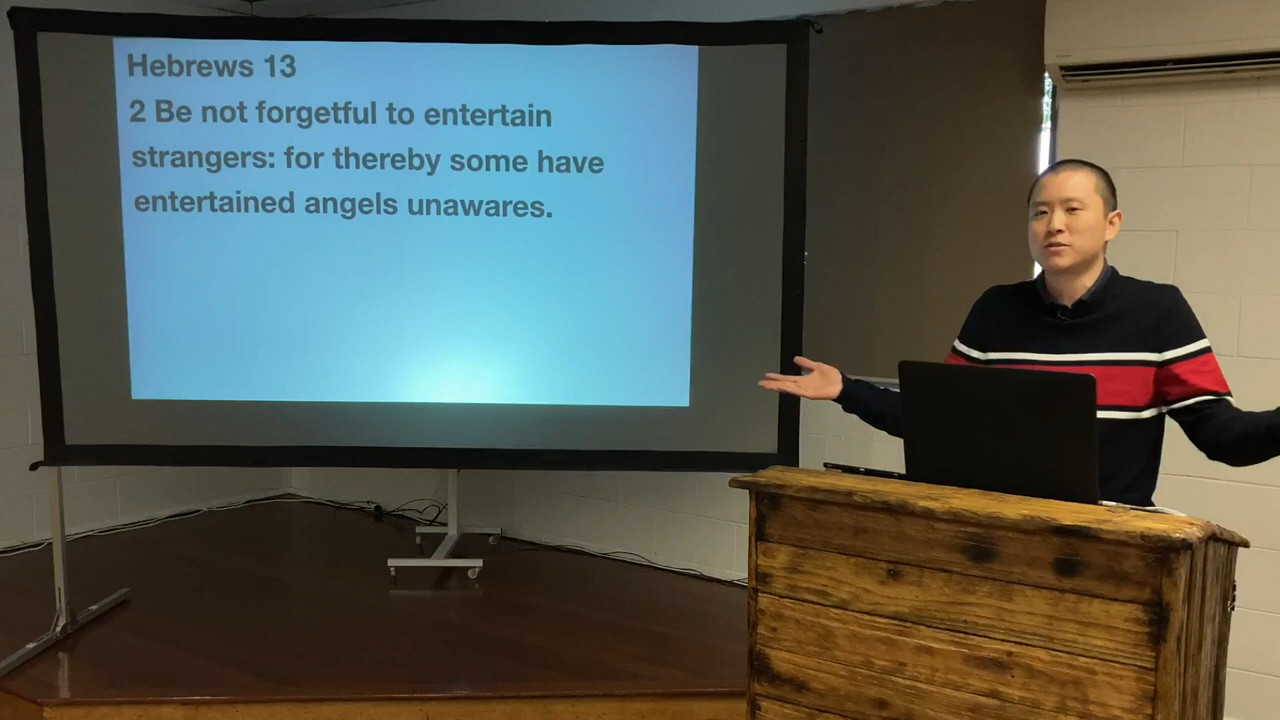 Hebrews 13
2 Be not forgetful to entertain
strangers: for thereby some have
entertained angels unawares.